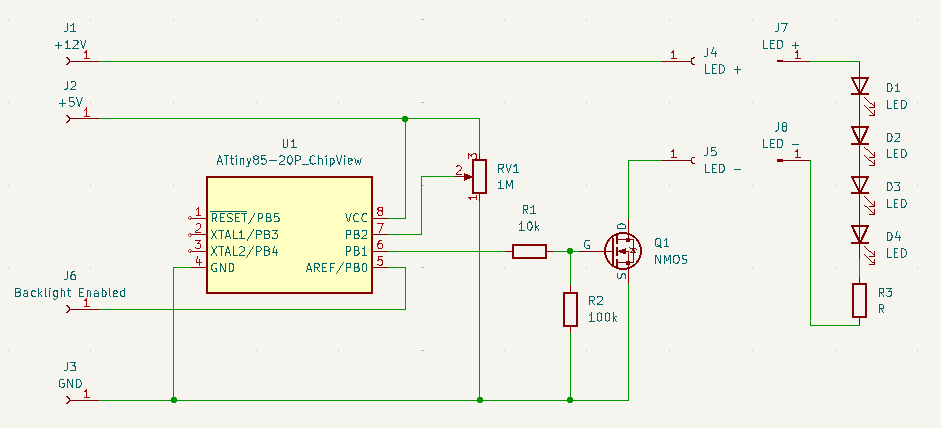 J1
+12V
1
J2
+5V
1
U1
ATtiny85-20P_ChipView
1
RESET/PB5
2
XTAL1/PB3
3
XTAL2/PB4
4
GND
VCC
8
PB2
7
PB1
6
AREF/PB0
5
J6
Backlight Enabled
1
J3
GND
1
3
2
1
RV1
1M
R1
10k
R2
100k
G
D
S
Q1
NMOS
1
J4
LED +
1
J5
LED -
J7
LED +
1
J8
LED -
1
D1
LED
D2
LED
D3
LED
D4
LED
R3
R